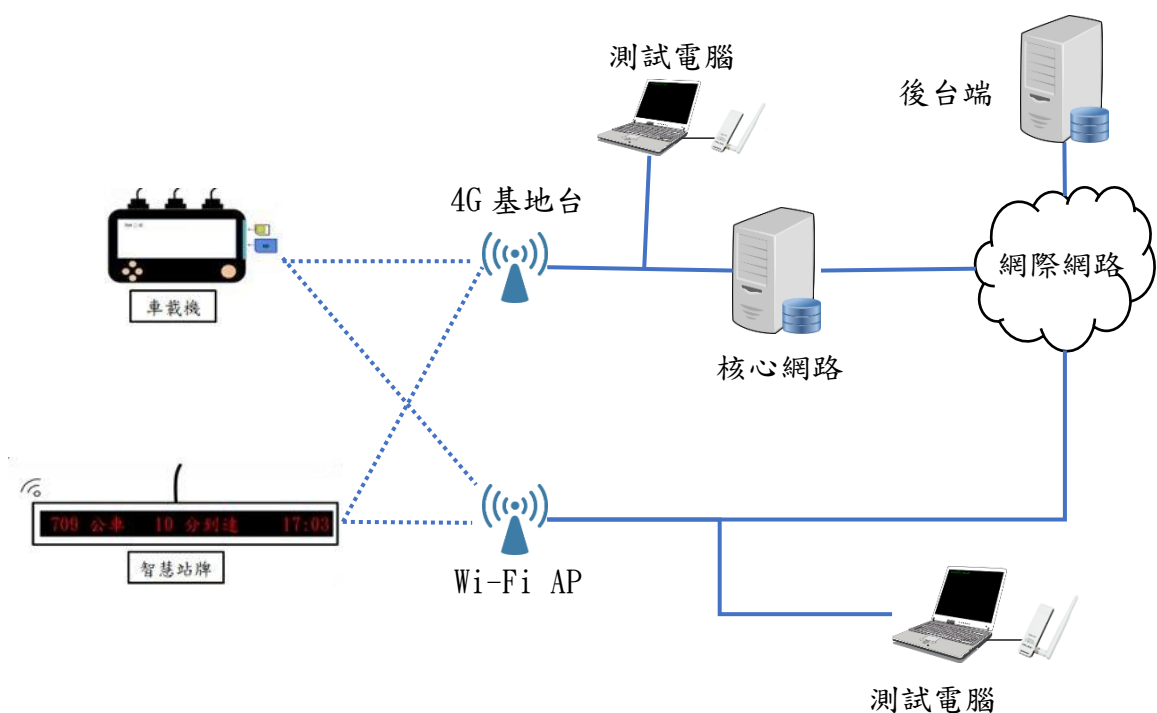 測試電腦
後台端
4G 基地台
網際網路
車載機
核心網路
709 公車 10 分到達 17:03
智慧站牌
Wi-Fi AP
測試電腦